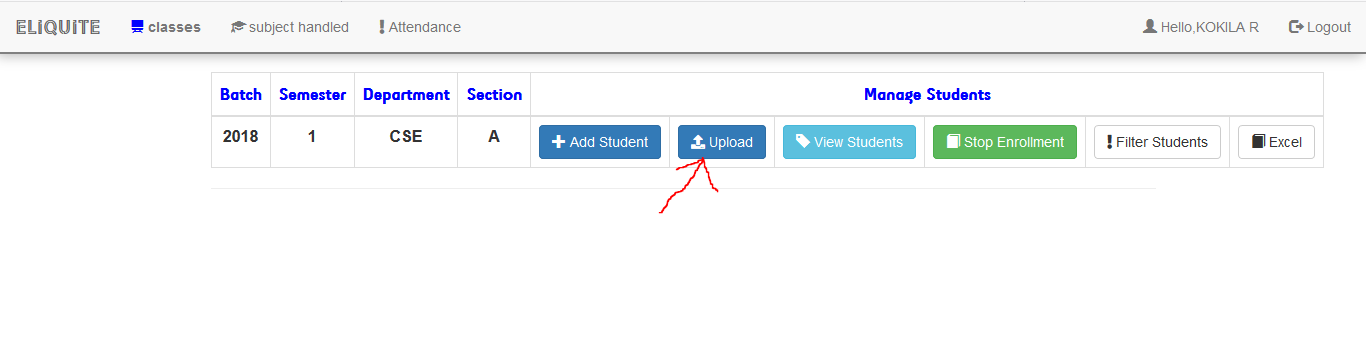 ELiQUiTE classes subject handled Attendance Hello,KOKILA R Logout
Batch Semester Department Section Manage Students
2018 1 CSE A Add Student Upload View Students Stop Enrollment Filter Students Excel